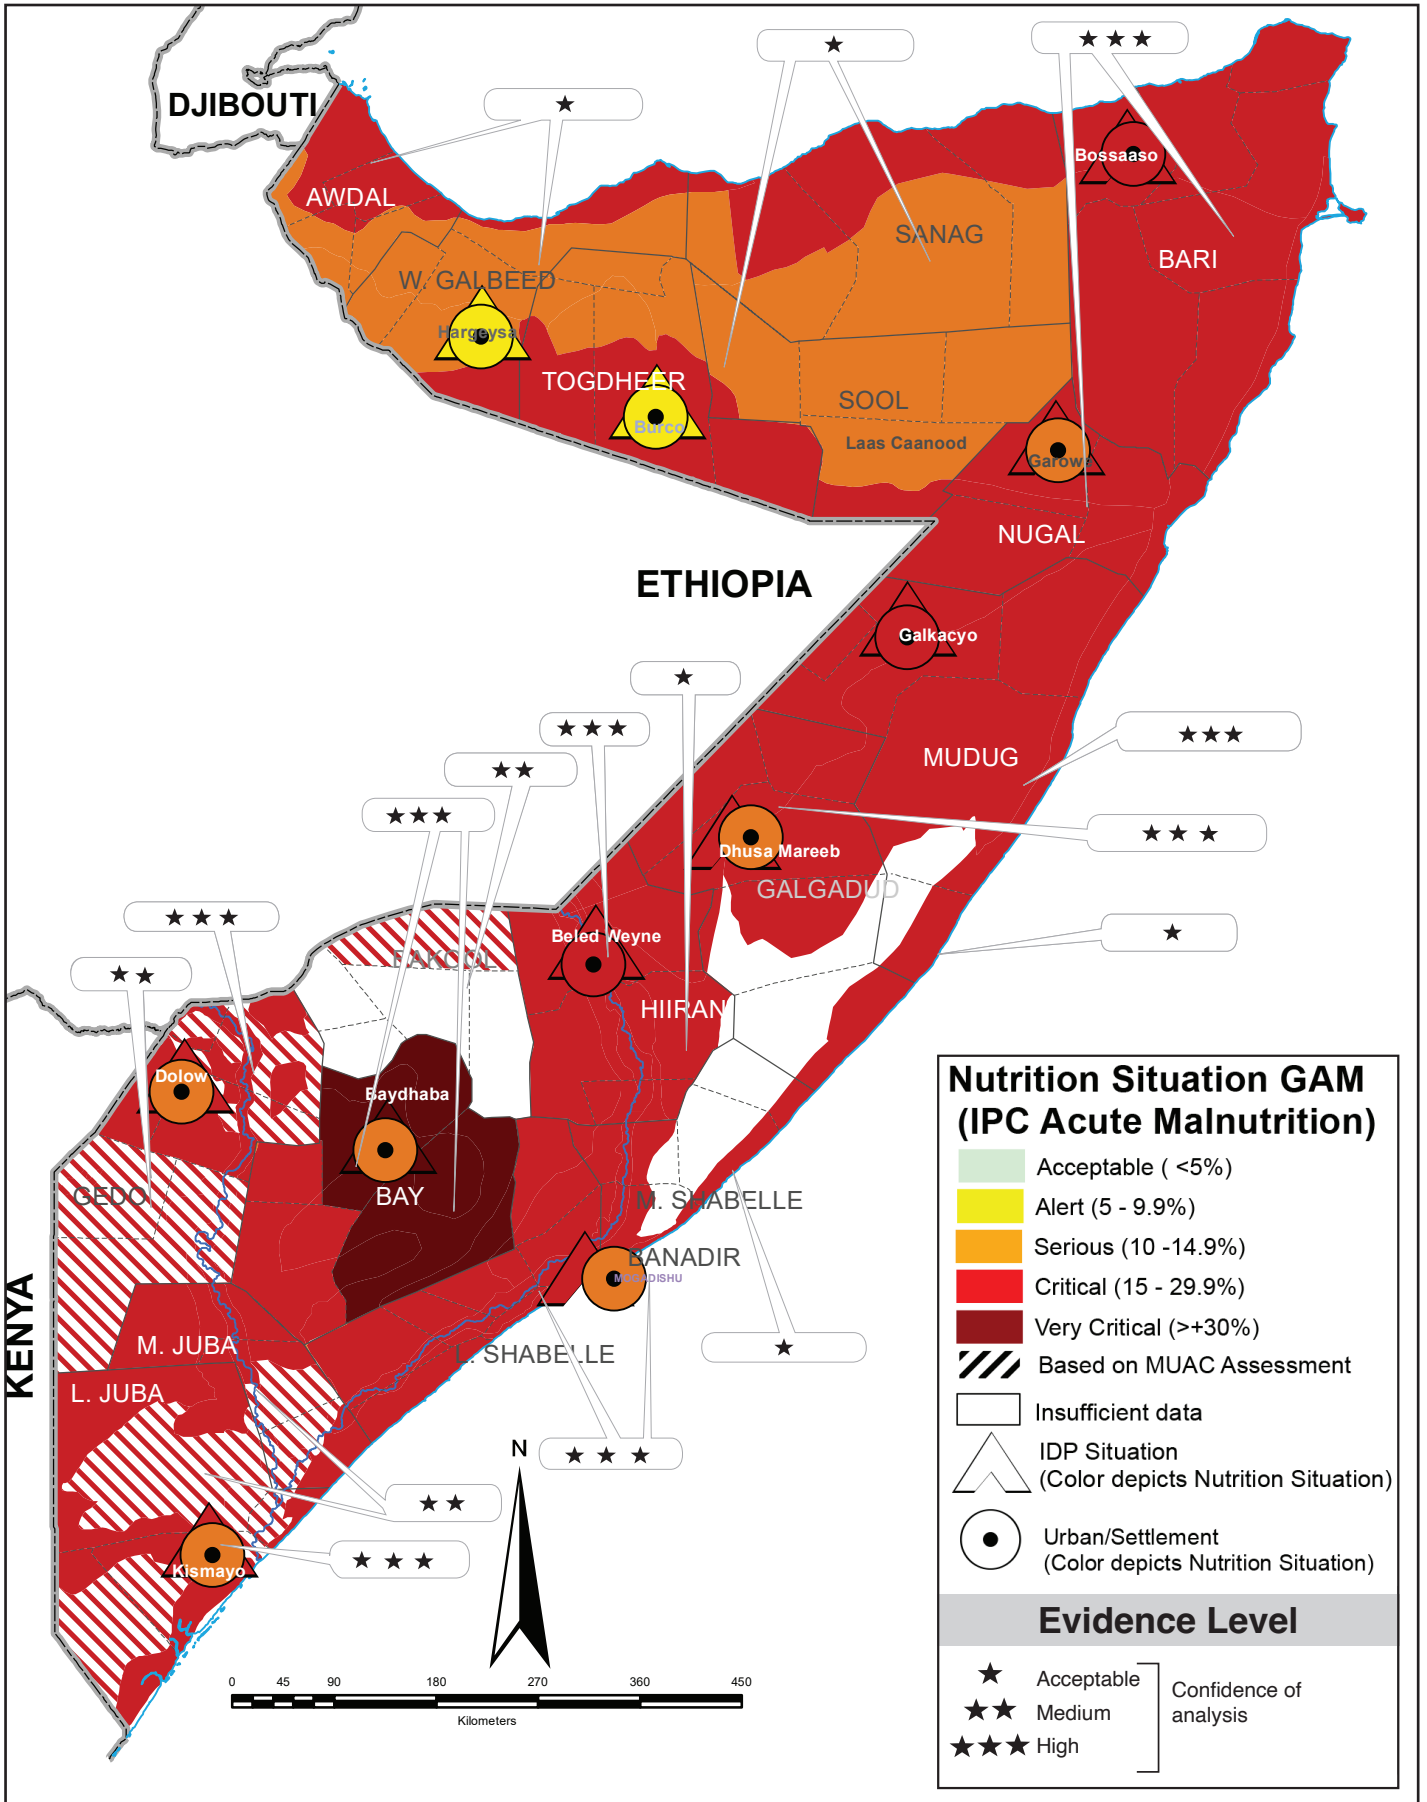 DJIBOUTI
AWDAL
W. GALBEED
Hargeysa
TOGDHEER
Burco
SANAG
SOOL
Laas Caanood
Bossaaso
BARI
Garowe
NUGAL
ETHIOPIA
Galkacyo
MUDUG
Dhusa Mareeb
GALGADUD
Beled Weyne
BAKOOL
HIIRAN
Dolow
Baydhaba
GEDO
BAY
M. SHABELLE
BANADIR
MOGADISHU
KENYA
M. JUBA
L. SHABELLE
L. JUBA
Kismayo
N
0 45 90 180 270 360 450
Kilometers
Nutrition Situation GAM
(IPC Acute Malnutrition)
Acceptable ( <5%)
Alert (5 - 9.9%)
Serious (10 -14.9%)
Critical (15 - 29.9%)
Very Critical (>+30%)
Based on MUAC Assessment
Insufficient data
IDP Situation
(Color depicts Nutrition Situation)
Urban/Settlement
(Color depicts Nutrition Situation)
Evidence Level
Acceptable
Medium
High
Confidence of
analysis